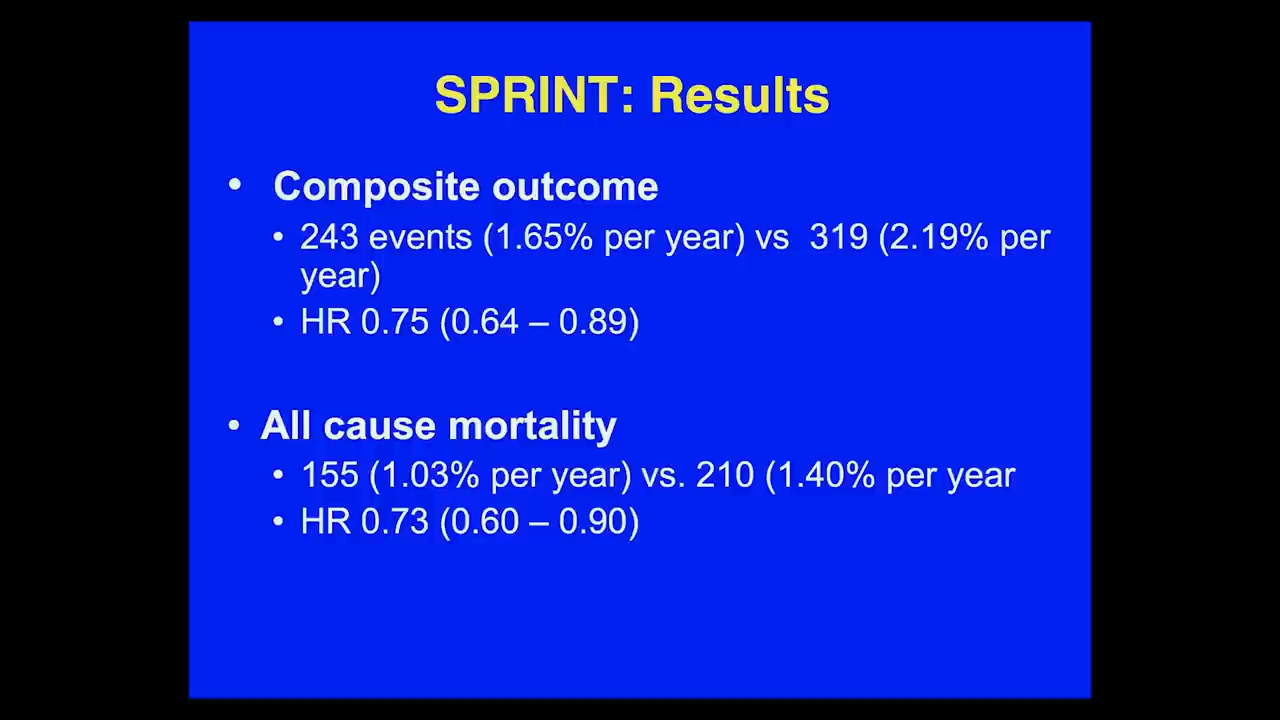 SPRINT: Results
• Composite outcome
• 243 events (1.65% per year) vs 319 (2.19% per
year)
• HR 0.75 (0.64 – 0.89)
• All cause mortality
• 155 (1.03% per year) vs. 210 (1.40% per year
• HR 0.73 (0.60 – 0.90)